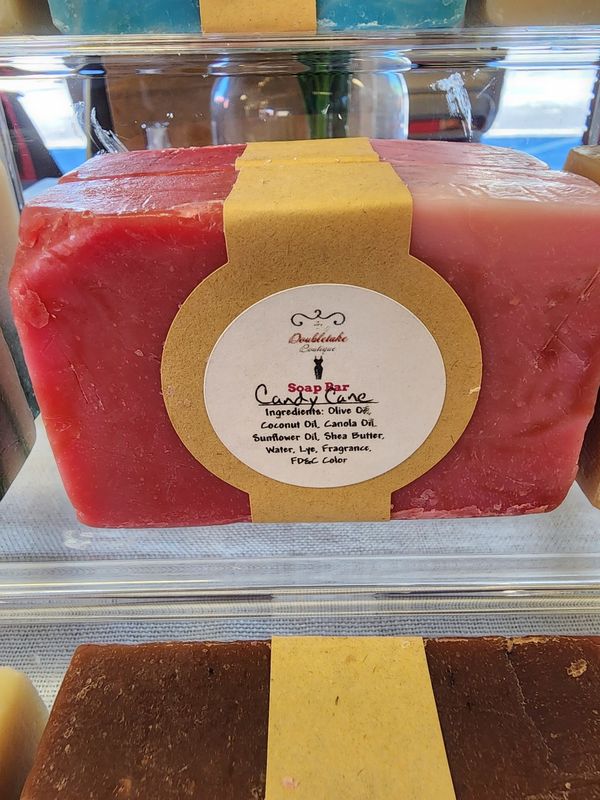 Doubletake
Boutique
Soap Bar
Candy Cane
Ingredients: Olive Oil,
Coconut Oil, Canola Oil,
Sunflower Oil, Shea Butter,
Water, Lye, Fragrance,
FD&C Color